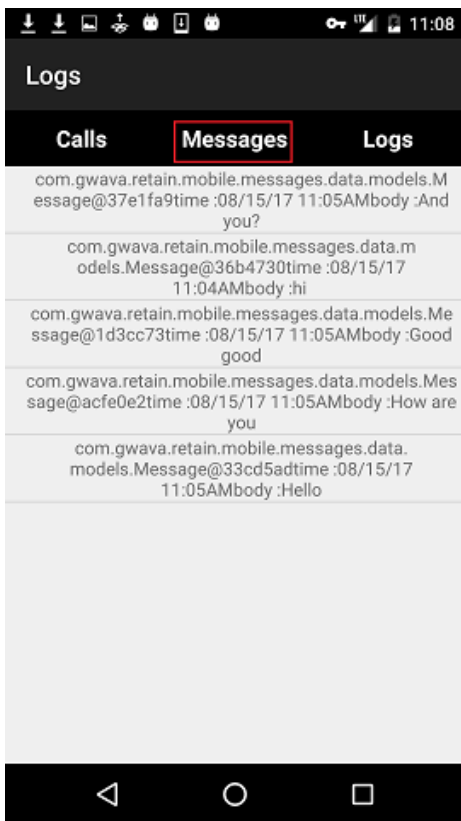 11:08
Logs
Calls Messages Logs
com.gwava.retain.mobile.messages.data.models.M
essage@37e1fa9time :08/15/17 11:05AMbody :And
you?
com.gwava.retain.mobile.messages.data.m
odels.Message@36b4730time :08/15/17
11:04AMbody :hi
com.gwava.retain.mobile.messages.data.models.Me
ssage@1d3cc73time :08/15/17 11:05AMbody :Good
good
com.gwava.retain.mobile.messages.data.models.Mes
sage@acfe0e2time :08/15/17 11:05AMbody :How are
you
com.gwava.retain.mobile.messages.data.
models.Message@33cd5adtime :08/15/17
11:05AMbody :Hello